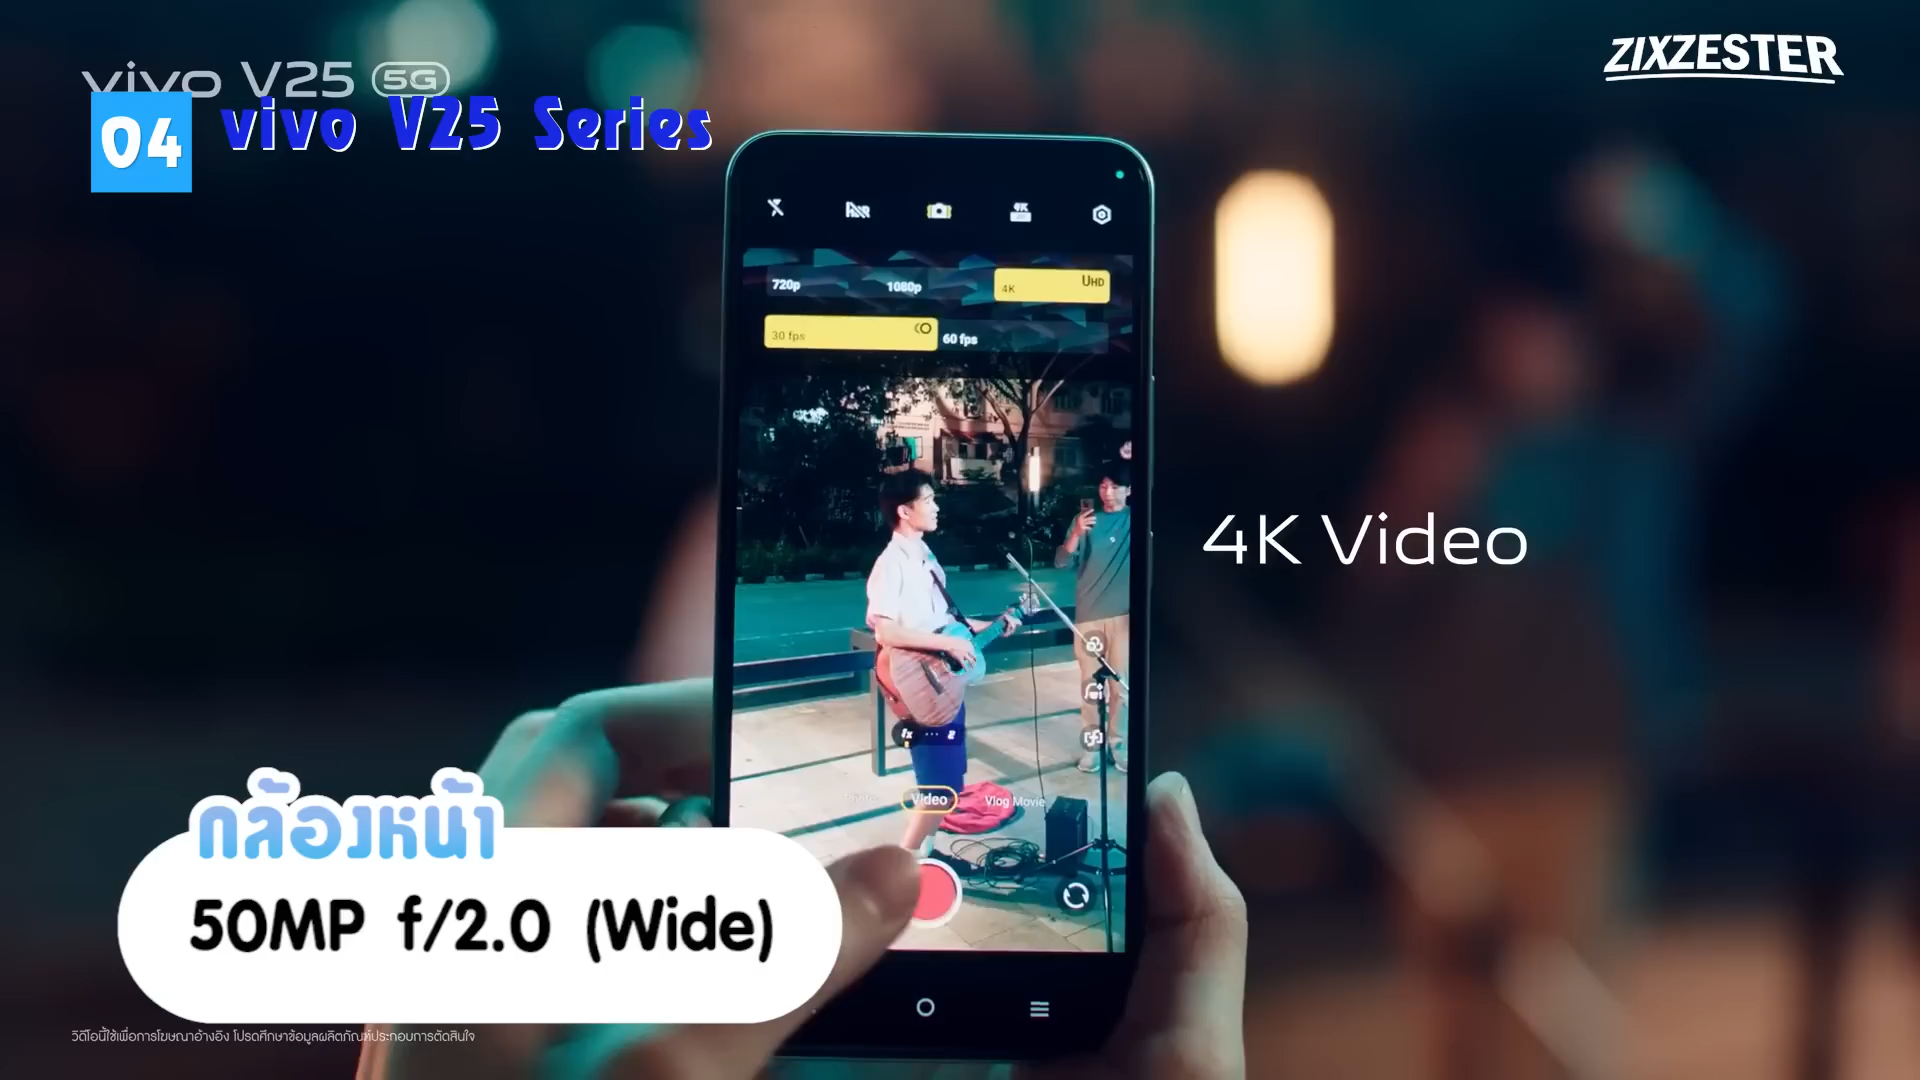 vivo V25 5G
ZIXZESTER
04 vivo V25 Series
4K
720p 1080p 4K UHD
30 fps 60 fps
4K Video
1x 2
Video Vlog Movie
กล้องหน้า
50MP f/2.0 (Wide)
วิดีโอนี้ใช้เพื่อการโฆษณาอ้างอิง โปรดศึกษาข้อมูลผลิตภัณฑ์ประกอบการตัดสินใจ